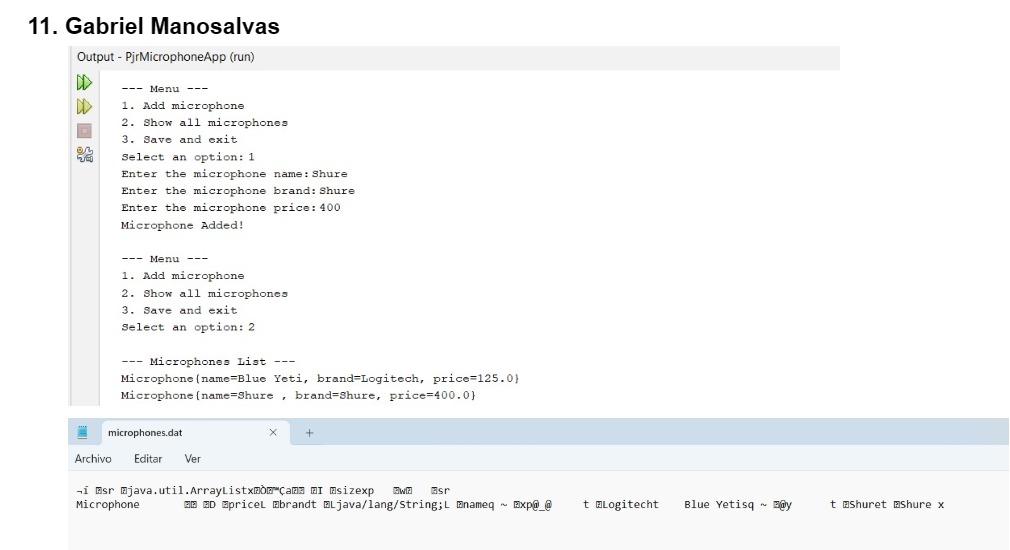 11. Gabriel Manosalvas
Output - PjrMicrophoneApp (run)
--- Menu ---
1. Add microphone
2. Show all microphones
3. Save and exit
Select an option: 1
Enter the microphone name: Shure
Enter the microphone brand: Shure
Enter the microphone price: 400
Microphone Added!
--- Menu ---
1. Add microphone
2. Show all microphones
3. Save and exit
Select an option: 2
--- Microphones List ---
Microphone{name=Blue Yeti, brand=Logitech, price=125.0}
Microphone{name=Shure , brand=Shure, price=400.0}
microphones.dat
Archivo Editar Ver
¬í sr java.util.ArrayListx I sizexp w sr
Microphone D priceL brandt Ljava/lang/String;L nameq ~ xp@_@ t Logitecht Blue Yetisq ~ @y t Shuret Shure x